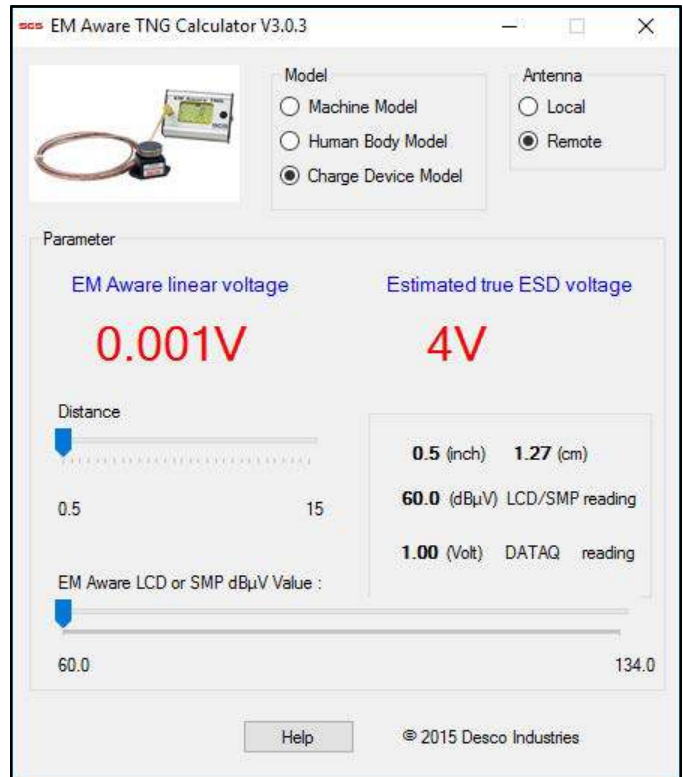 SCS EM Aware TNG Calculator V3.0.3
Model
Machine Model
Human Body Model
Charge Device Model
Antenna
Local
Remote
Parameter
EM Aware linear voltage
0.001V
Estimated true ESD voltage
4V
Distance
0.5
15
0.5 (inch) 1.27 (cm)
60.0 (dBµV) LCD/SMP reading
1.00 (Volt) DATAQ reading
EM Aware LCD or SMP dBµV Value :
60.0
134.0
Help
© 2015 Desco Industries